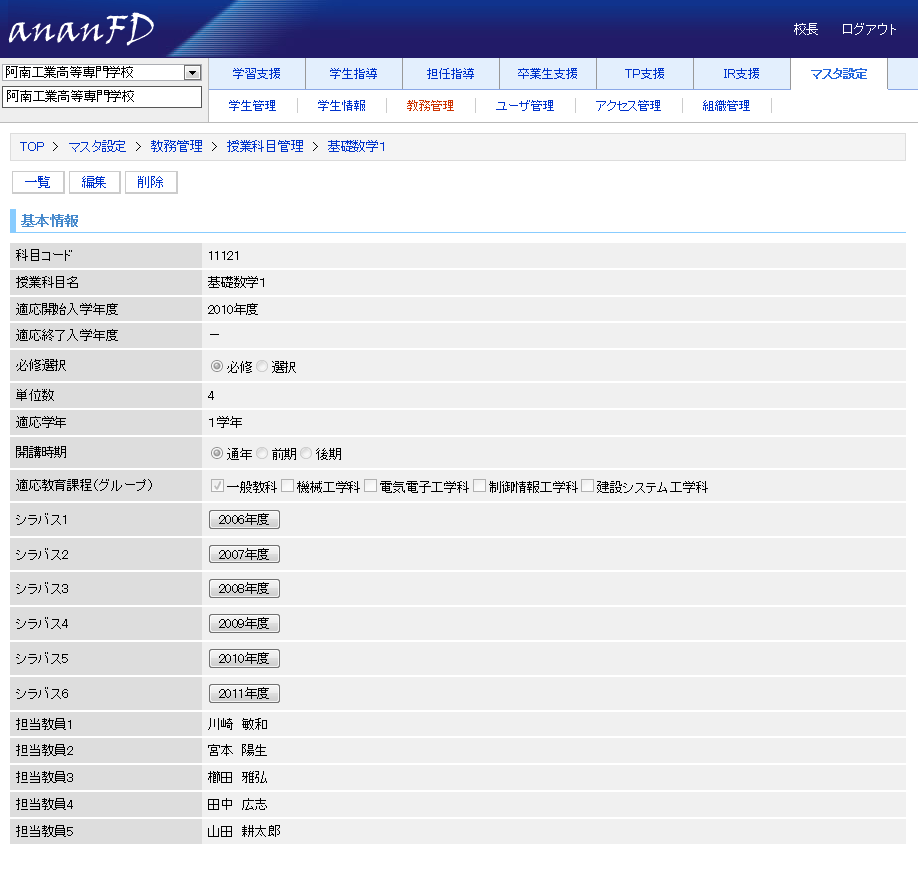 ananFD
校長 ログアウト
阿南工業高等専門学校
阿南工業高等専門学校
学習支援 学生指導 担任指導 卒業生支援 TP支援 IR支援 マスタ設定
学生管理 学生情報 教務管理 ユーザ管理 アクセス管理 組織管理
TOP > マスタ設定 > 教務管理 > 授業科目管理 > 基礎数学1
一覧 編集 削除
基本情報
科目コード 11121
授業科目名 基礎数学1
適応開始入学年度 2010年度
適応終了入学年度 －
必修選択 必修 選択
単位数 4
適応学年 1学年
開講時期 通年 前期 後期
適応教育課程(グループ) 一般教科 機械工学科 電気電子工学科 制御情報工学科 建設システム工学科
シラバス1 2006年度
シラバス2 2007年度
シラバス3 2008年度
シラバス4 2009年度
シラバス5 2010年度
シラバス6 2011年度
担当教員1 川崎 敏和
担当教員2 宮本 陽生
担当教員3 櫛田 雅弘
担当教員4 田中 広志
担当教員5 山田 耕太郎